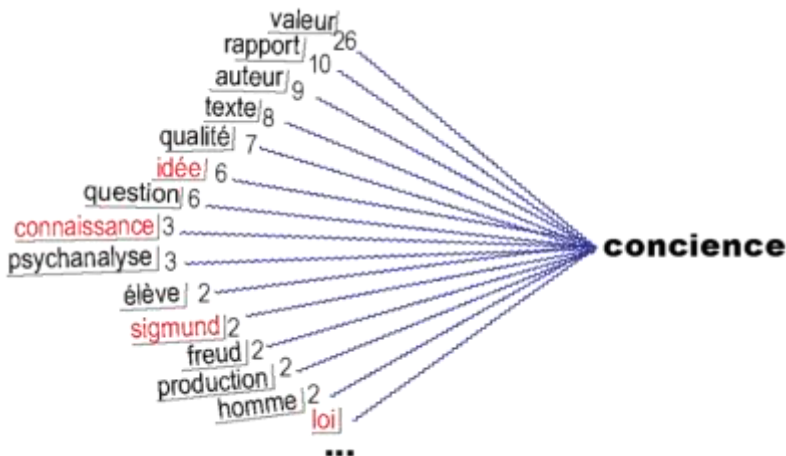 valeur 26
rapport 10
auteur 9
texte 8
qualité 7
idée 6
question 6
connaissance 3
concience
psychanalyse 3
élève 2
sigmund 2
freud 2
production 2
homme 2
loi
...